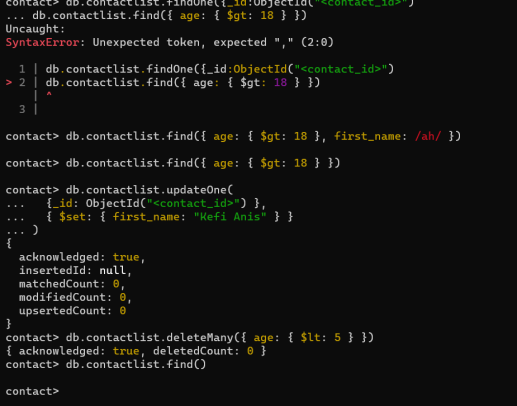 contact> db.contactlist.findOne({_id:ObjectId("<contact_id>")
... db.contactlist.find({ age: { $gt: 18 } })
Uncaught:
SyntaxError: Unexpected token, expected "," (2:0)
  1 | db.contactlist.findOne({_id:ObjectId("<contact_id>")
> 2 | db.contactlist.find({ age: { $gt: 18 } })
    | ^
  3 |
contact> db.contactlist.find({ age: { $gt: 18 }, first_name: /ah/ })
contact> db.contactlist.find({ age: { $gt: 18 } })
contact> db.contactlist.updateOne(
...   {_id: ObjectId("<contact_id>") },
...   { $set: { first_name: "Kefi Anis" } }
... )
{
  acknowledged: true,
  insertedId: null,
  matchedCount: 0,
  modifiedCount: 0,
  upsertedCount: 0
}
contact> db.contactlist.deleteMany({ age: { $lt: 5 } })
{ acknowledged: true, deletedCount: 0 }
contact> db.contactlist.find()
contact>